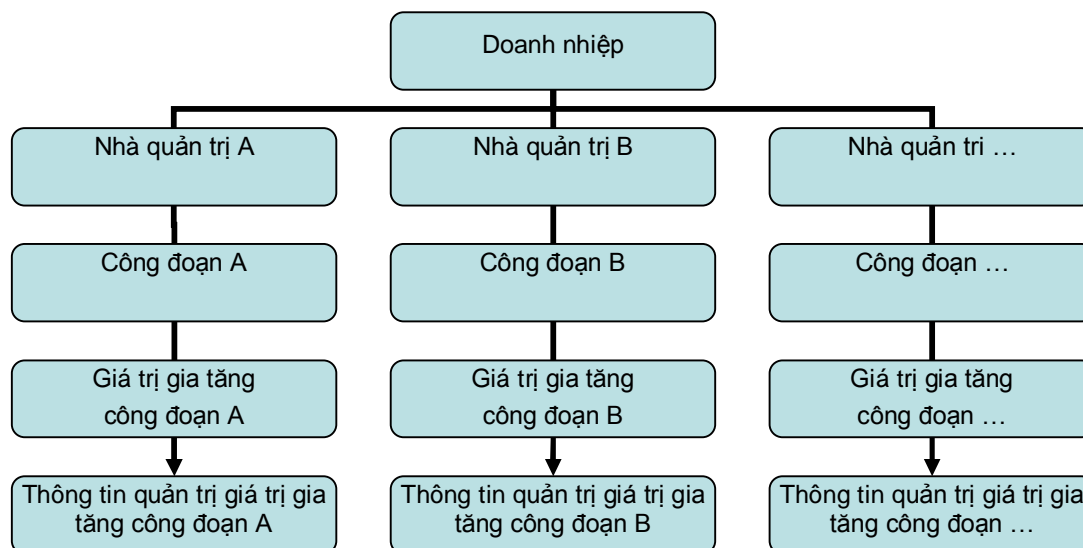 Doanh nhiệp
Nhà quản trị A
Nhà quản trị B
Nhà quản tri …
Công đoạn A
Công đoạn B
Công đoạn …
Giá trị gia tăng
công đoạn A
Giá trị gia tăng
công đoạn B
Giá trị gia tăng
công đoạn …
Thông tin quản trị giá trị gia
tăng công đoạn A
Thông tin quản trị giá trị gia
tăng công đoạn B
Thông tin quản trị giá trị gia
tăng công đoạn …